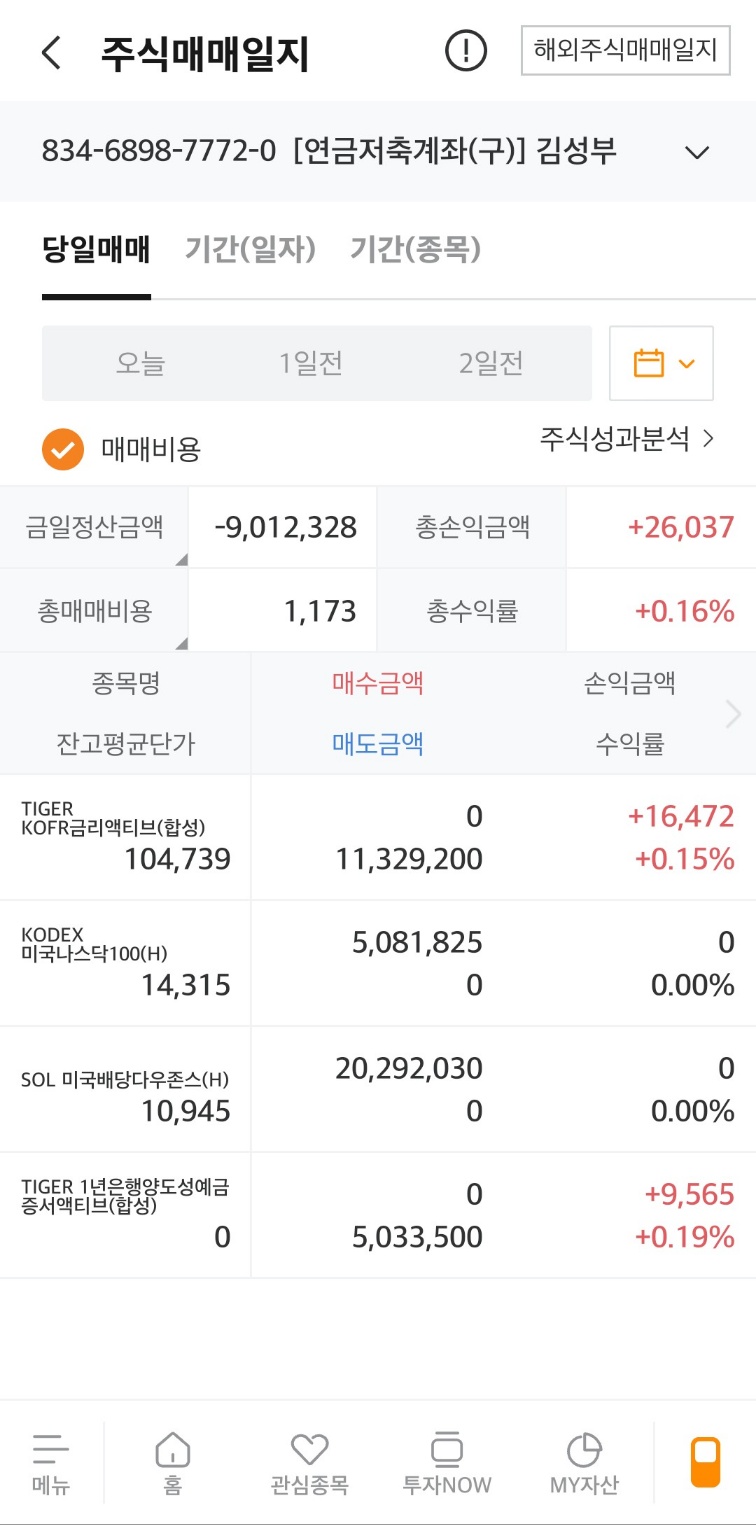 주식매매일지
해외주식매매일지
834-6898-7772-0 [연금저축계좌(구)] 김성부
당일매매 기간(일자) 기간(종목)
오늘 1일전 2일전
매매비용
주식성과분석
금일정산금액 -9,012,328 총손익금액 +26,037
총매매비용 1,173 총수익률 +0.16%
종목명 매수금액 손익금액
잔고평균단가 매도금액 수익률
TIGER
KOFR금리액티브(합성)
0 +16,472
104,739 11,329,200 +0.15%
KODEX
미국나스닥100(H)
5,081,825 0
14,315 0 0.00%
SOL 미국배당다우존스(H)
20,292,030 0
10,945 0 0.00%
TIGER 1년은행양도성예금
증서액티브(합성)
0 +9,565
0 5,033,500 +0.19%
메뉴 홈 관심종목 투자NOW MY자산